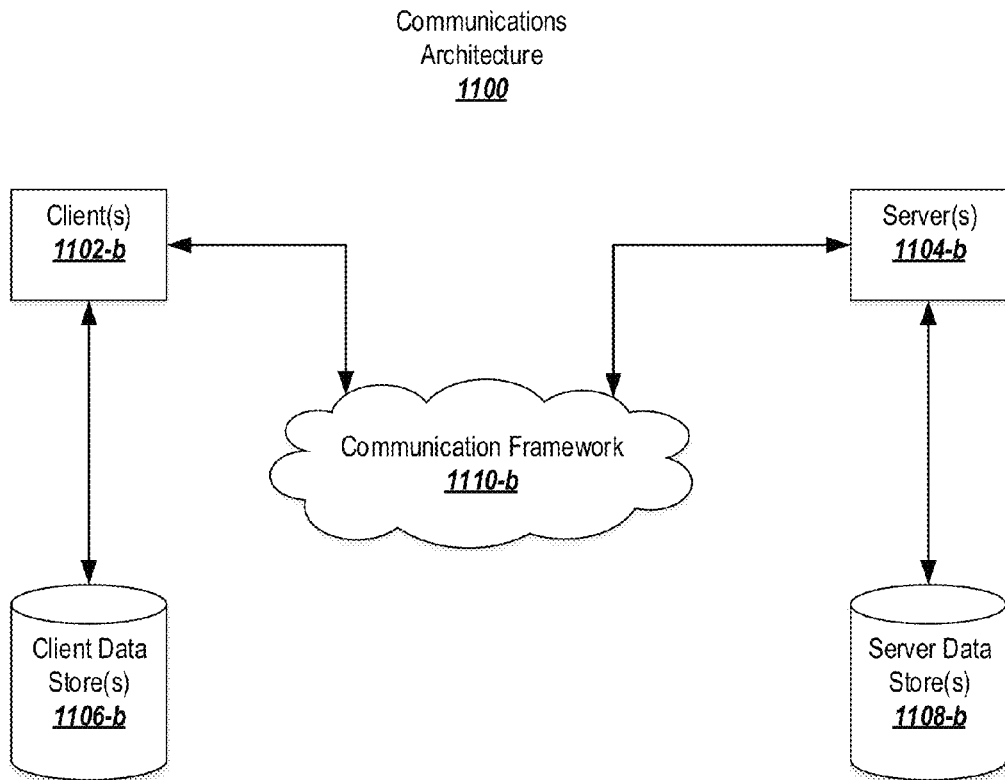 Communications
Architecture
1100
Client(s)
1102-b
Server(s)
1104-b
Communication Framework
1110-b
Client Data
Store(s)
1106-b
Server Data
Store(s)
1108-b